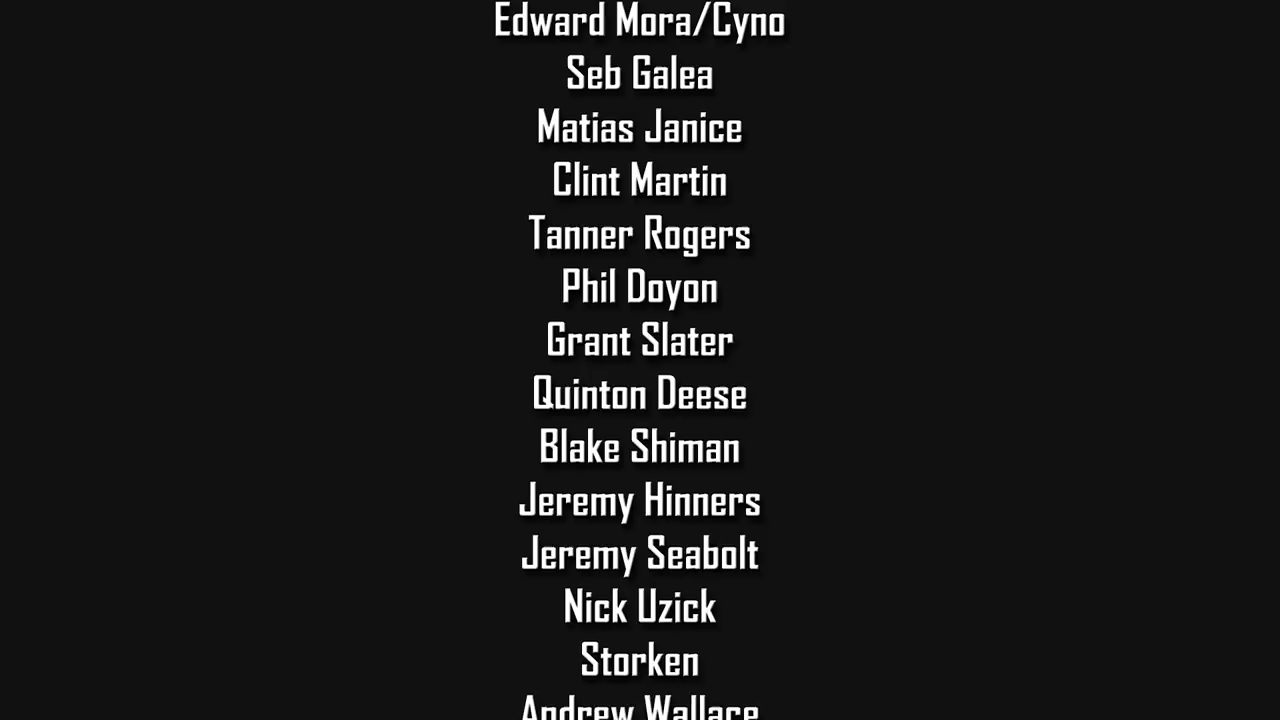 Edward Mora/Cyno
Seb Galea
Matias Janice
Clint Martin
Tanner Rogers
Phil Doyon
Grant Slater
Quinton Deese
Blake Shiman
Jeremy Hinners
Jeremy Seabolt
Nick Uzick
Storken
Andrew Wallace